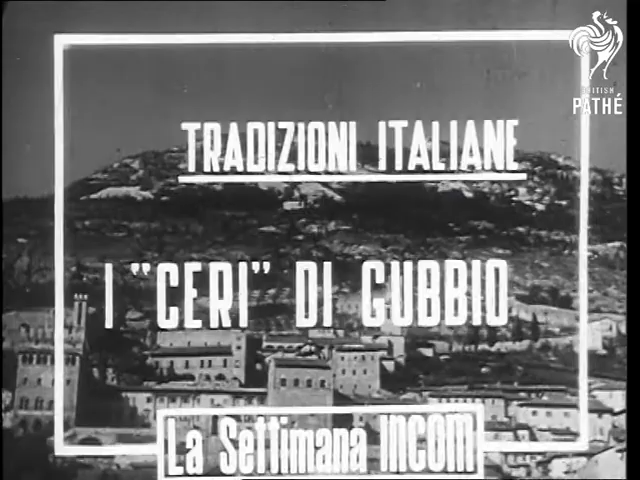 BRITISH
PATHÉ
TRADIZIONI ITALIANE
I "CERI" DI GUBBIO
La Settimana INCOM